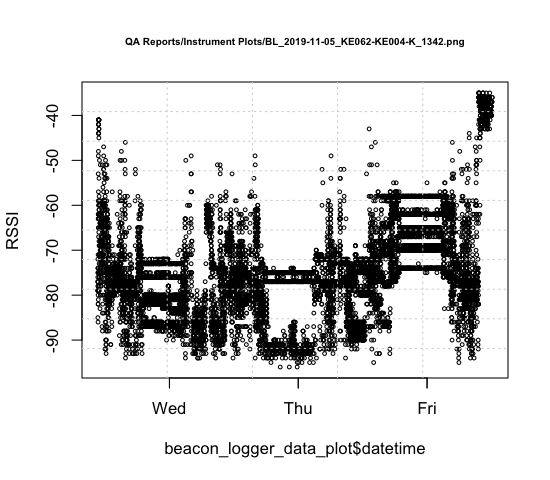 QA Reports/Instrument Plots/BL_2019-11-05_KE062-KE004-K_1342.png
RSSI
-40
-50
-60
-70
-80
-90
Wed Thu Fri
beacon_logger_data_plot$datetime